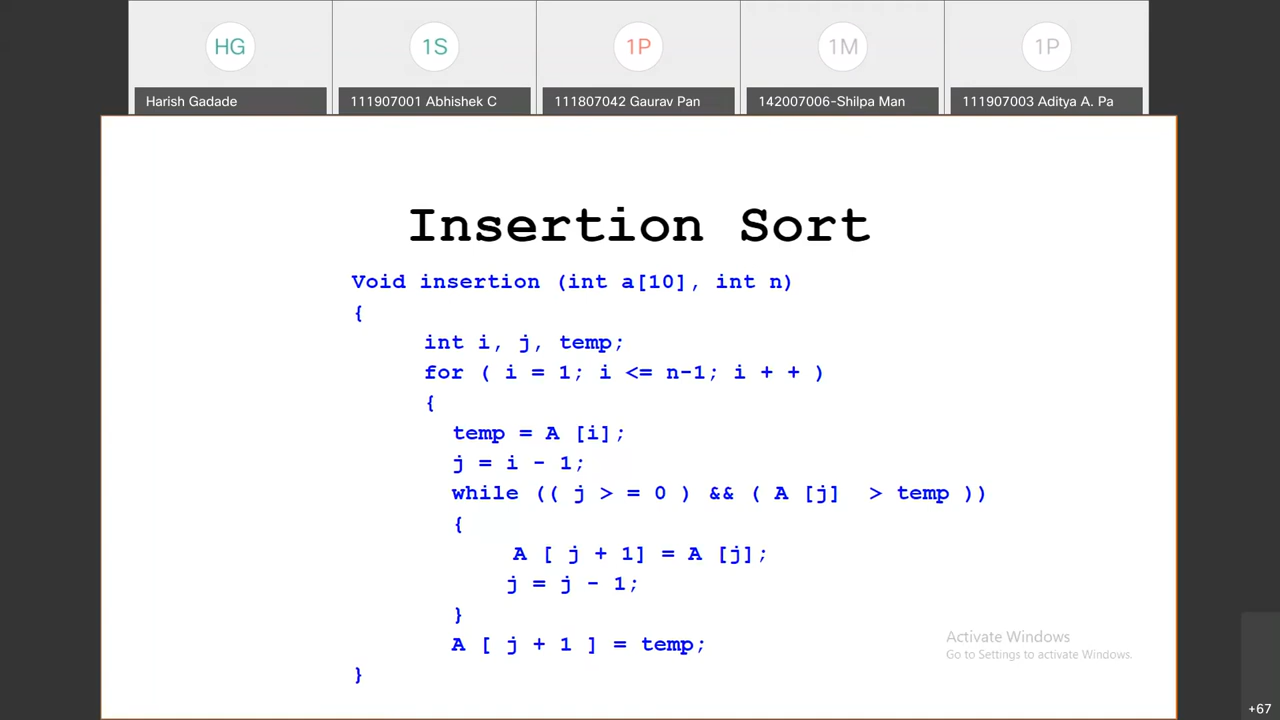 HG
1S
1P
1M
1P
Harish Gadade
111907001 Abhishek C
111807042 Gaurav Pan
142007006-Shilpa Man
111907003 Aditya A. Pa
Insertion Sort
Void insertion (int a[10], int n)
{
int i, j, temp;
for ( i = 1; i <= n-1; i + + )
{
temp = A [i];
j = i - 1;
while (( j > = 0 ) && ( A [j] > temp ))
{
A [ j + 1] = A [j];
j = j - 1;
}
A [ j + 1 ] = temp;
}
Activate Windows
Go to Settings to activate Windows.
+67